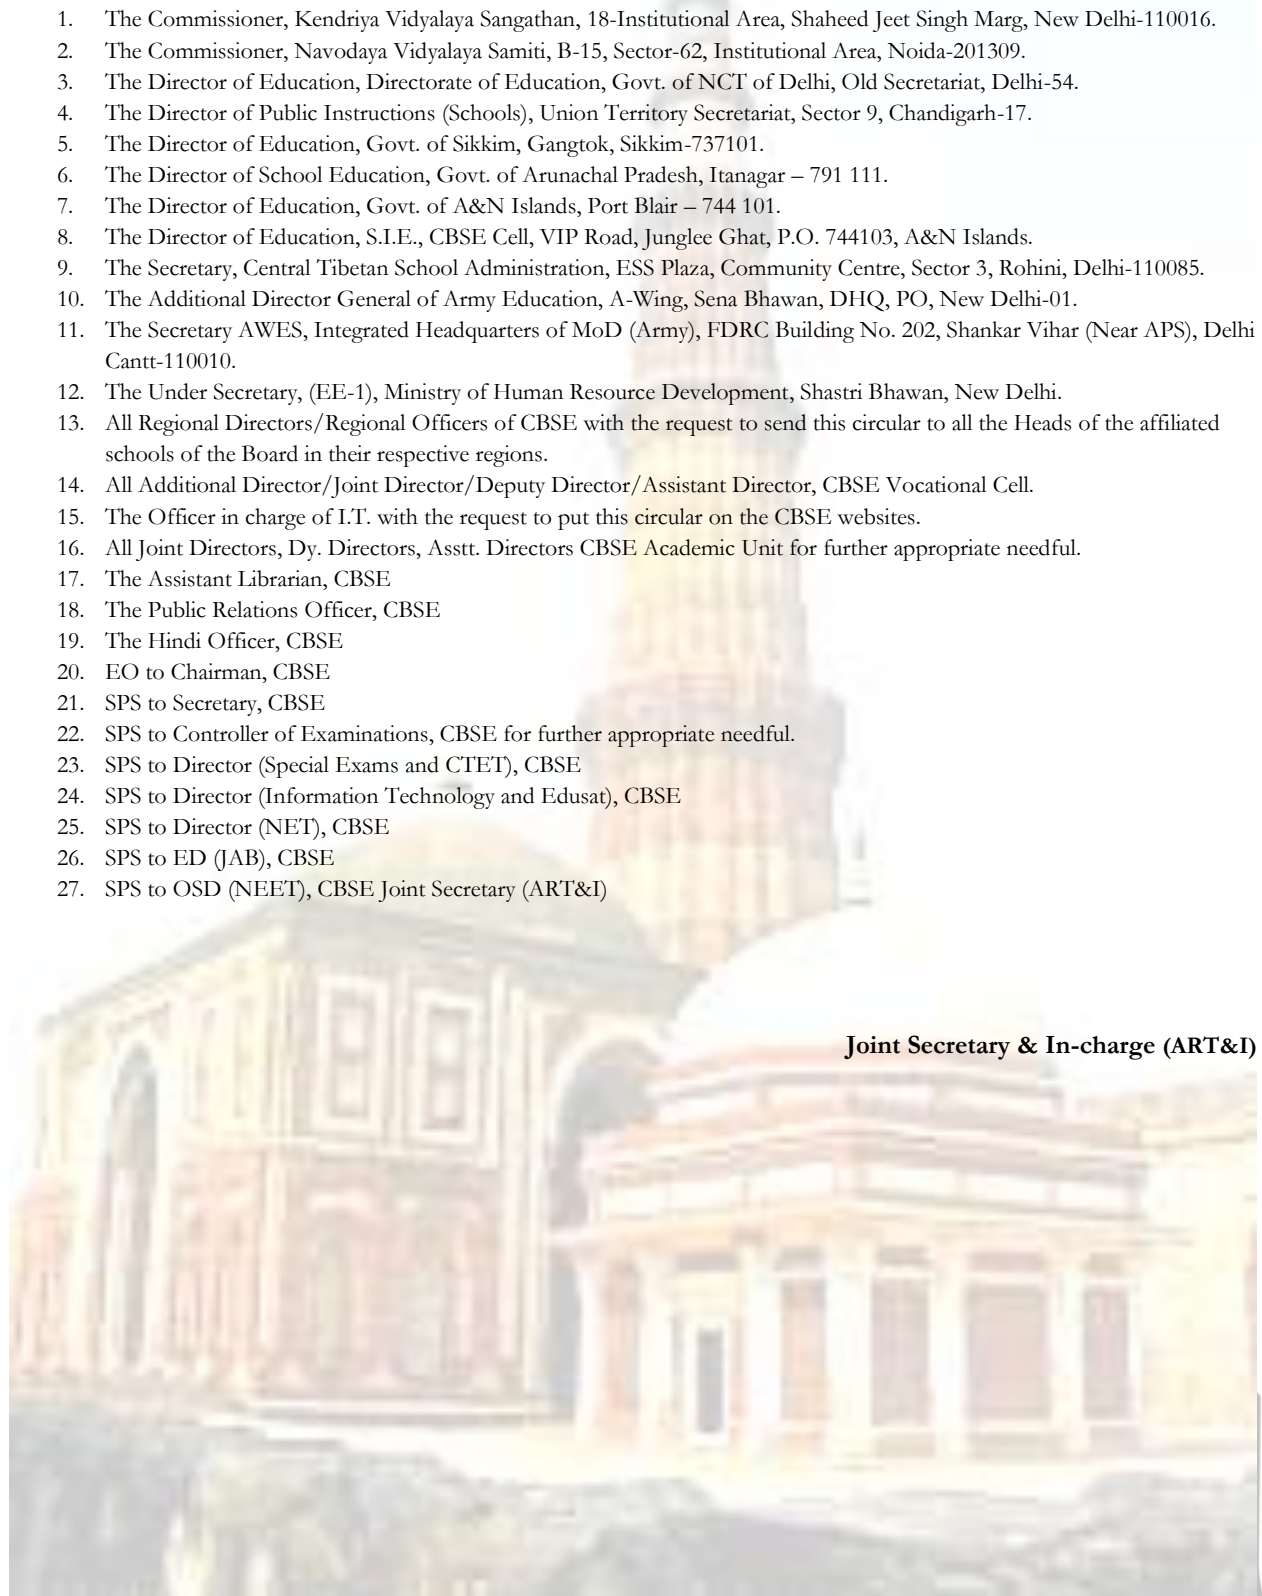 1. The Commissioner, Kendriya Vidyalaya Sangathan, 18-Institutional Area, Shaheed Jeet Singh Marg, New Delhi-110016.
2. The Commissioner, Navodaya Vidyalaya Samiti, B-15, Sector-62, Institutional Area, Noida-201309.
3. The Director of Education, Directorate of Education, Govt. of NCT of Delhi, Old Secretariat, Delhi-54.
4. The Director of Public Instructions (Schools), Union Territory Secretariat, Sector 9, Chandigarh-17.
5. The Director of Education, Govt. of Sikkim, Gangtok, Sikkim-737101.
6. The Director of School Education, Govt. of Arunachal Pradesh, Itanagar – 791 111.
7. The Director of Education, Govt. of A&N Islands, Port Blair – 744 101.
8. The Director of Education, S.I.E., CBSE Cell, VIP Road, Junglee Ghat, P.O. 744103, A&N Islands.
9. The Secretary, Central Tibetan School Administration, ESS Plaza, Community Centre, Sector 3, Rohini, Delhi-110085.
10. The Additional Director General of Army Education, A-Wing, Sena Bhawan, DHQ, PO, New Delhi-01.
11. The Secretary AWES, Integrated Headquarters of MoD (Army), FDRC Building No. 202, Shankar Vihar (Near APS), Delhi
Cantt-110010.
12. The Under Secretary, (EE-1), Ministry of Human Resource Development, Shastri Bhawan, New Delhi.
13. All Regional Directors/Regional Officers of CBSE with the request to send this circular to all the Heads of the affiliated
schools of the Board in their respective regions.
14. All Additional Director/Joint Director/Deputy Director/Assistant Director, CBSE Vocational Cell.
15. The Officer in charge of I.T. with the request to put this circular on the CBSE websites.
16. All Joint Directors, Dy. Directors, Asstt. Directors CBSE Academic Unit for further appropriate needful.
17. The Assistant Librarian, CBSE
18. The Public Relations Officer, CBSE
19. The Hindi Officer, CBSE
20. EO to Chairman, CBSE
21. SPS to Secretary, CBSE
22. SPS to Controller of Examinations, CBSE for further appropriate needful.
23. SPS to Director (Special Exams and CTET), CBSE
24. SPS to Director (Information Technology and Edusat), CBSE
25. SPS to Director (NET), CBSE
26. SPS to ED (JAB), CBSE
27. SPS to OSD (NEET), CBSE Joint Secretary (ART&I)
Joint Secretary & In-charge (ART&I)